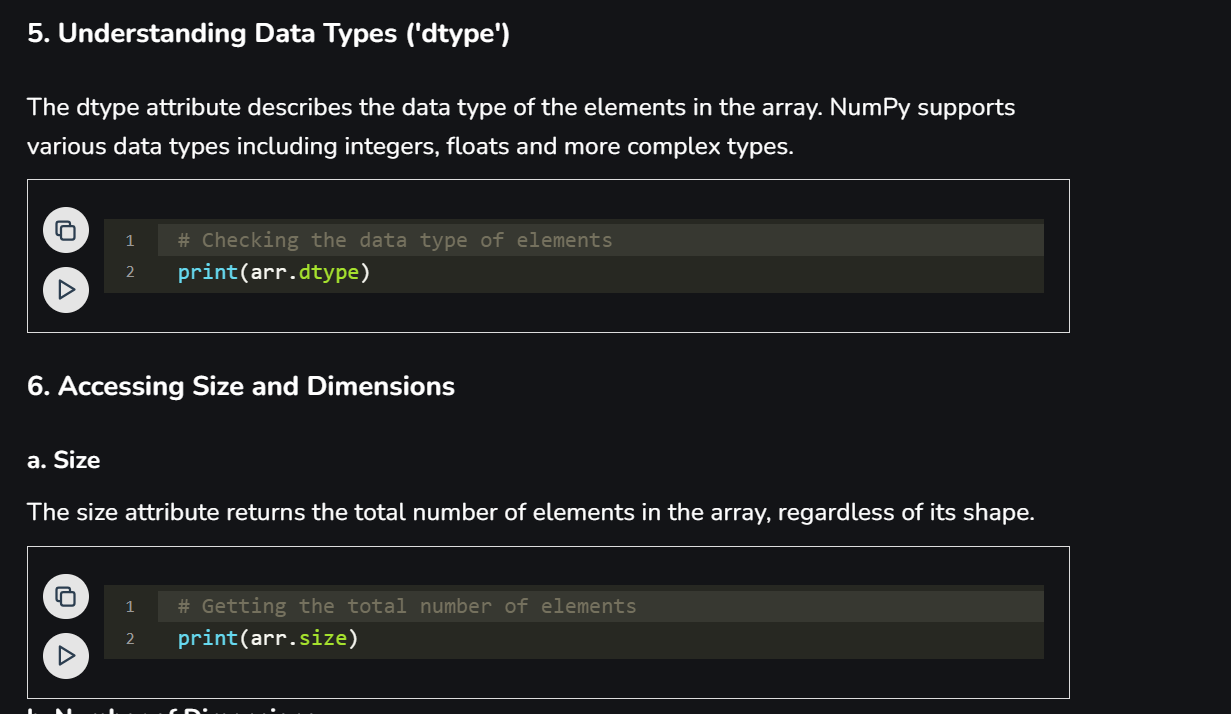 5. Understanding Data Types ('dtype')
The dtype attribute describes the data type of the elements in the array. NumPy supports
various data types including integers, floats and more complex types.
1 # Checking the data type of elements
2 print(arr.dtype)
6. Accessing Size and Dimensions
a. Size
The size attribute returns the total number of elements in the array, regardless of its shape.
1 # Getting the total number of elements
2 print(arr.size)